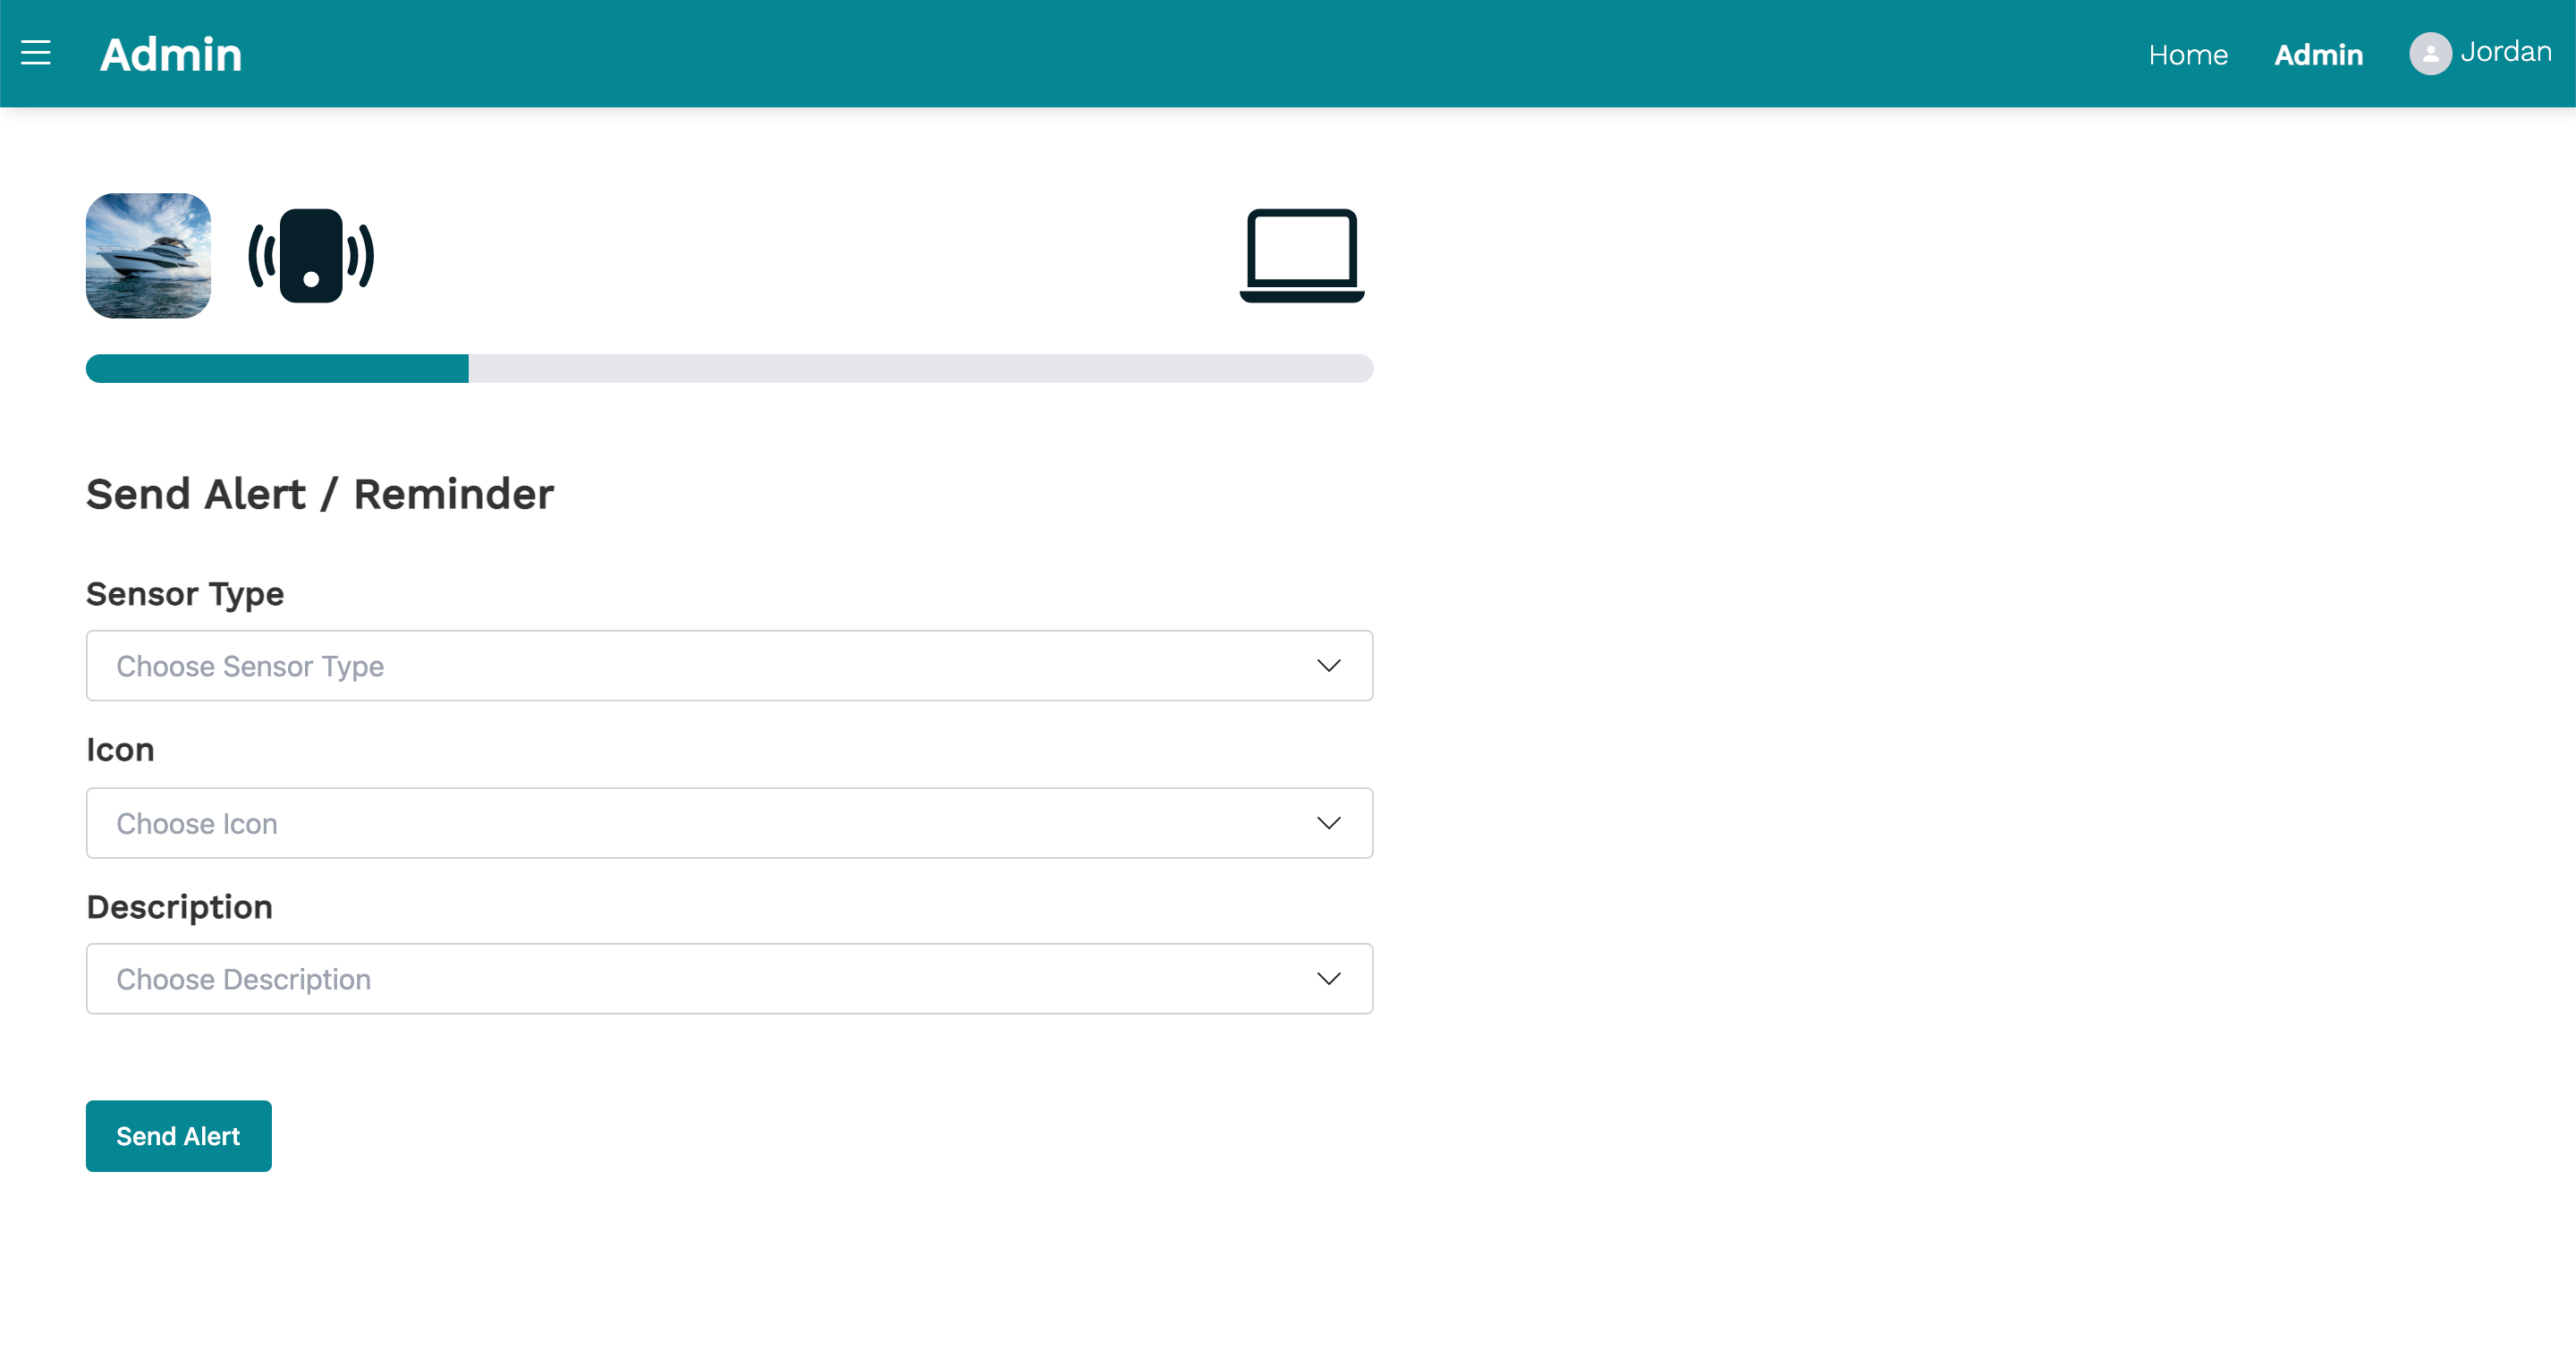 Admin
Home
Admin
Jordan
Send Alert / Reminder
Sensor Type
Choose Sensor Type
Icon
Choose Icon
Description
Choose Description
Send Alert